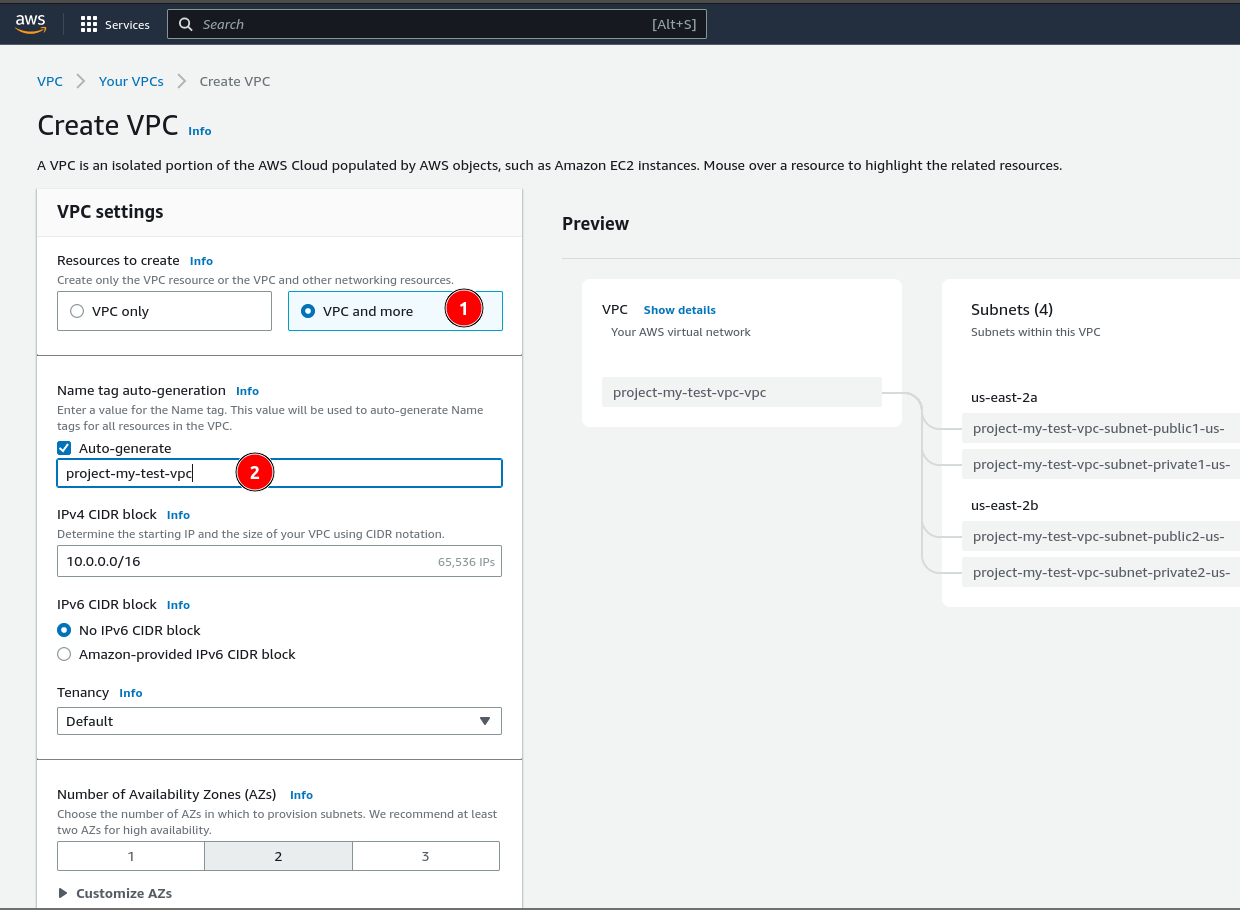 aws
Services
Search
[Alt+S]
VPC
Your VPCs
Create VPC
Create VPC Info
A VPC is an isolated portion of the AWS Cloud populated by AWS objects, such as Amazon EC2 instances. Mouse over a resource to highlight the related resources.
VPC settings
Resources to create Info
Create only the VPC resource or the VPC and other networking resources.
VPC only
VPC and more
1
Name tag auto-generation Info
Enter a value for the Name tag. This value will be used to auto-generate Name
tags for all resources in the VPC.
Auto-generate
project-my-test-vpc
2
IPv4 CIDR block Info
Determine the starting IP and the size of your VPC using CIDR notation.
10.0.0.0/16
65,536 IPs
IPv6 CIDR block Info
No IPv6 CIDR block
Amazon-provided IPv6 CIDR block
Tenancy Info
Default
Number of Availability Zones (AZs) Info
Choose the number of AZs in which to provision subnets. We recommend at least
two AZs for high availability.
1
2
3
Customize AZs
Preview
VPC Show details
Your AWS virtual network
project-my-test-vpc-vpc
Subnets (4)
Subnets within this VPC
us-east-2a
project-my-test-vpc-subnet-public1-us-
project-my-test-vpc-subnet-private1-us-
us-east-2b
project-my-test-vpc-subnet-public2-us-
project-my-test-vpc-subnet-private2-us-